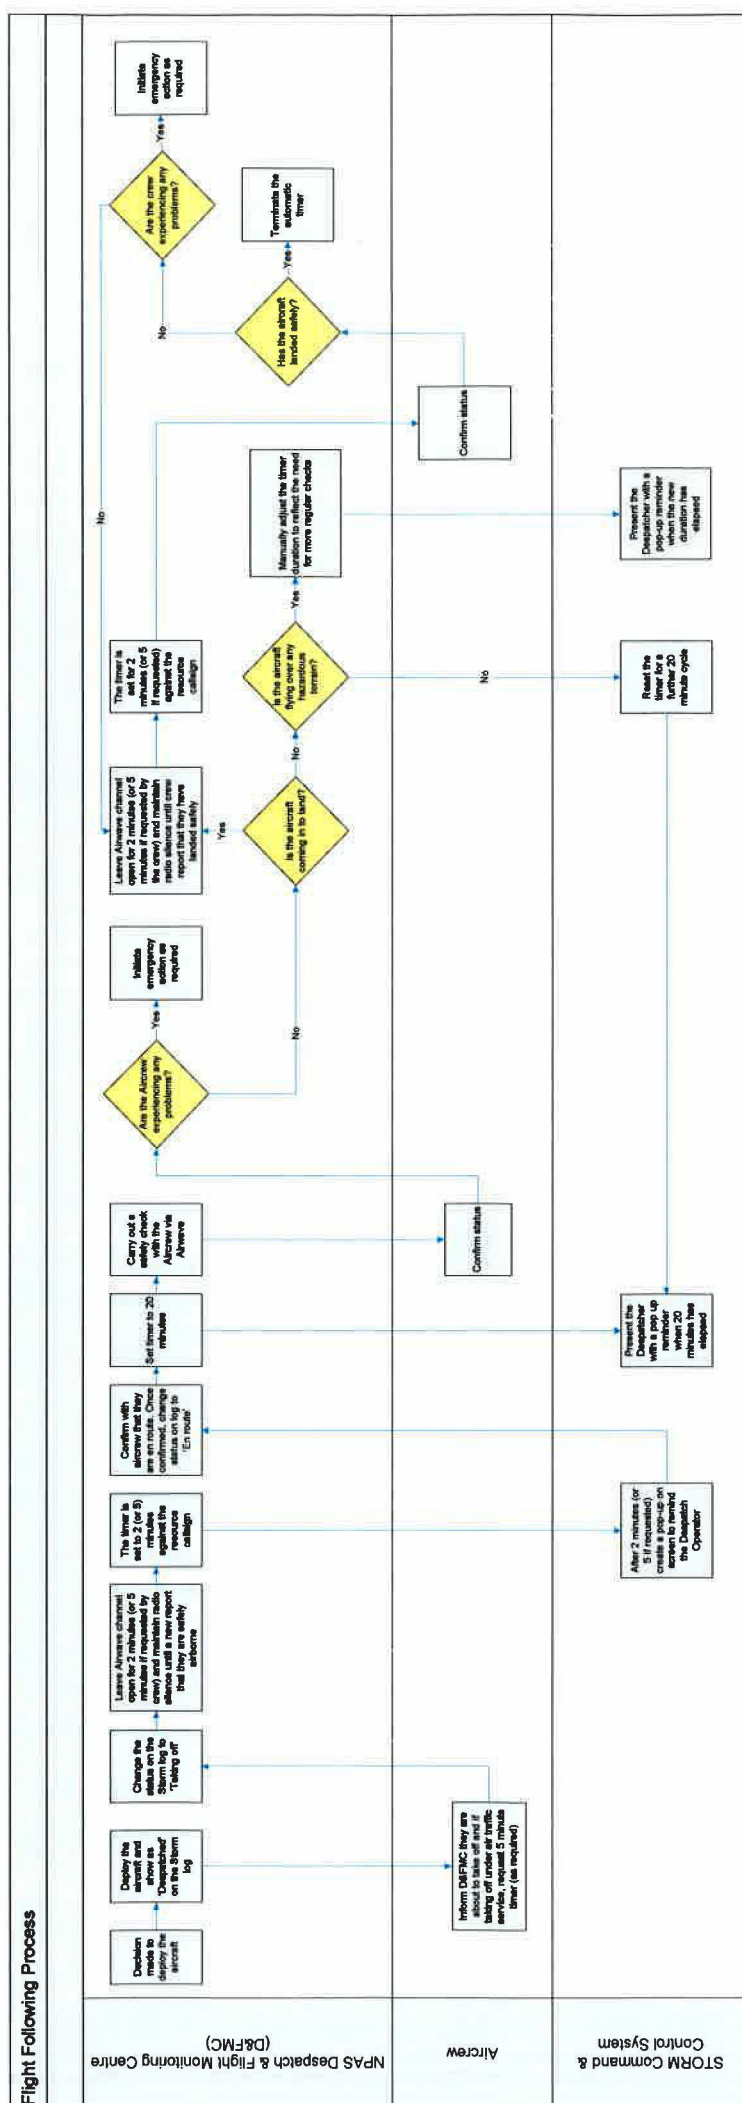 Flight Following Process
NPAS Despatch & Flight Monitoring Centre
(D&FMC)
Decision
made to
deploy the
aircraft
Deploy the
aircraft and
show as
'Despatched'
on the Storm
log
Change the
status on the
Storm log to
'Taking off'
Leave Airwave channel
open for 2 minutes (or 5
minutes if requested by
crew) and maintain radio
silence until a new report
that they are safely
airborne
The timer is
set to 2 (or 5)
minutes
against the
resource
callsign
Confirm with
aircrew that they
are en route. Once
confirmed, change
status on log to
'En route'
Set timer to 20
minutes
Carry out a
safety check
with the
Aircrew via
Airwave
Are the Aircrew
experiencing any
problems?
Yes
Initiate
emergency
action as
required
No
Is the aircraft
coming in to land?
Yes
Leave Airwave channel
open for 2 minutes (or 5
minutes if requested by
the crew) and maintain
radio silence until crew
report that they have
landed safely
The timer is
set for 2
minutes (or 5
if requested)
against the
resource
callsign
No
Is the aircraft
flying over any
hazardous
terrain?
Yes
Manually adjust the timer
duration to reflect the need
for more regular checks
No
Has the aircraft
landed safely?
Yes
Terminate the
automatic
timer
No
Are the crew
experiencing any
problems?
Yes
Initiate
emergency
action as
required
No
Aircrew
Inform D&FMC they are
about to take off and if
taking off under air traffic
service, request 5 minute
timer (as required)
Confirm status
Confirm status
STORM Command &
Control System
After 2 minutes (or
5 if requested)
create a pop-up on
screen to remind
the Despatch
Operator
Present the
Despatcher
with a pop up
reminder
when 20
minutes has
elapsed
Reset the
timer for a
further 20
minute cycle
Present the
Despatcher with a
pop-up reminder
when the new
duration has
elapsed